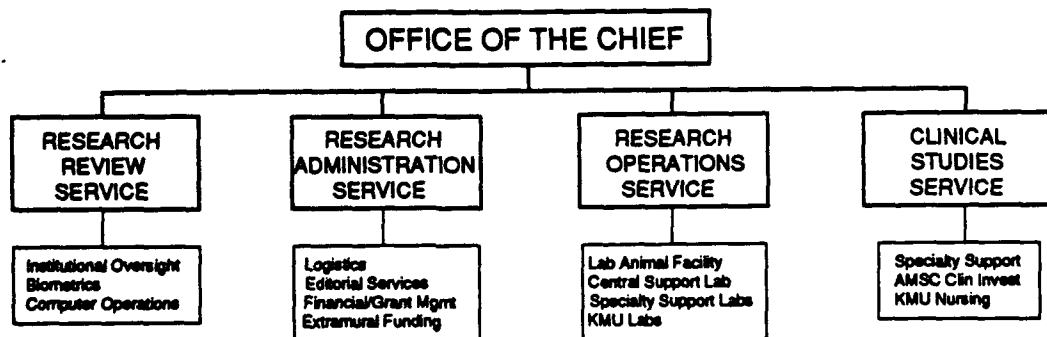 OFFICE OF THE CHIEF
RESEARCH
REVIEW
SERVICE
RESEARCH
ADMINISTRATION
SERVICE
RESEARCH
OPERATIONS
SERVICE
CLINICAL
STUDIES
SERVICE
Institutional Oversight
Biometrics
Computer Operations
Logistics
Editorial Services
Financial/Grant Mgmt
Extramural Funding
Lab Animal Facility
Central Support Lab
Specialty Support Labs
KMU Labs
Specialty Support
AMSC Clin Invest
KMU Nursing